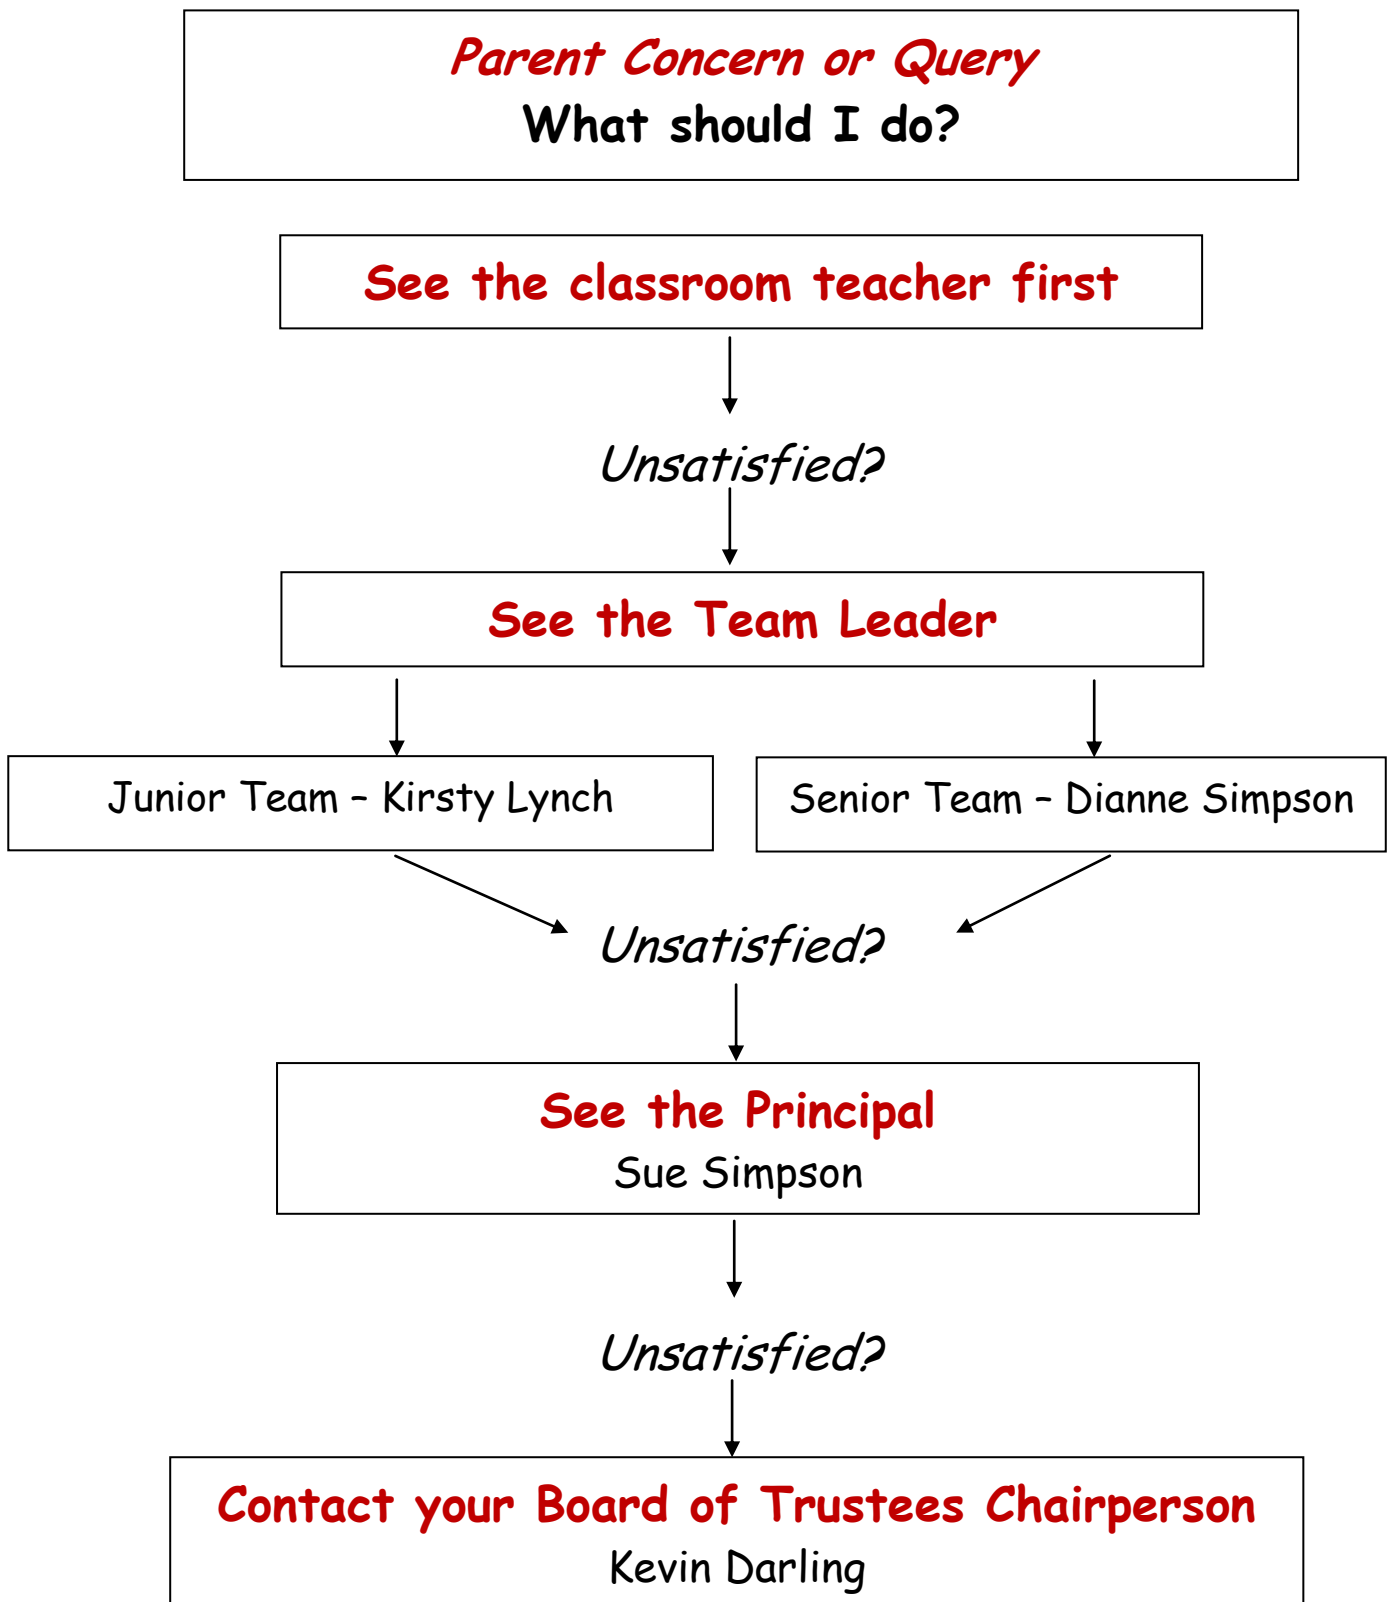 Parent Concern or Query
What should I do?
See the classroom teacher first
Unsatisfied?
See the Team Leader
Junior Team – Kirsty Lynch
Senior Team – Dianne Simpson
Unsatisfied?
See the Principal
Sue Simpson
Unsatisfied?
Contact your Board of Trustees Chairperson
Kevin Darling